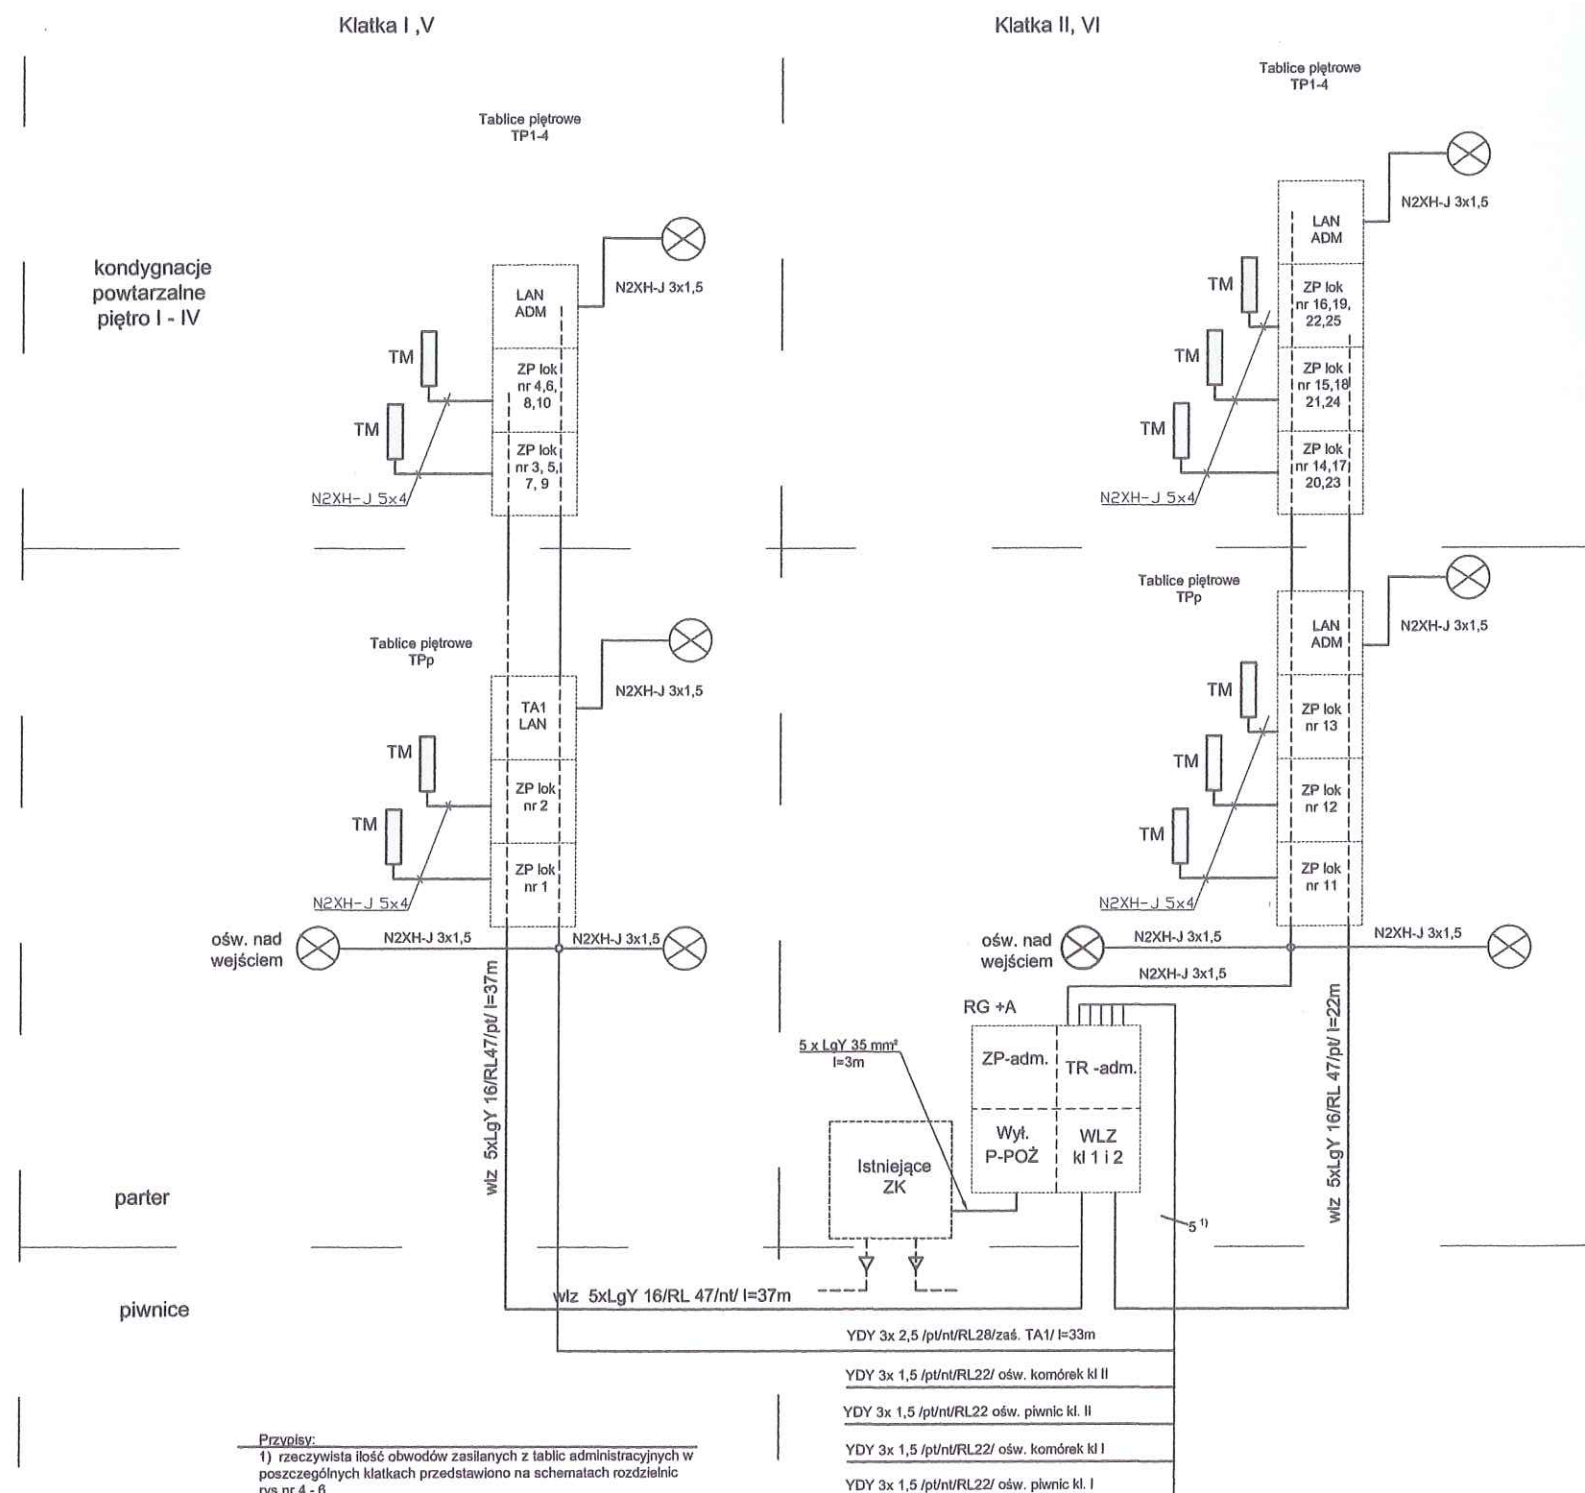 Klatka I ,V
Klatka II, VI
Tablice piętrowe
TP1-4
Tablice piętrowe
TP1-4
kondygnacje
powtarzalne
piętro I - IV
LAN
ADM
N2XH-J 3x1,5
TM
ZP lok
nr 4,6,
8,10
TM
ZP lok
nr 3, 5,
7, 9
N2XH-J 5x4
LAN
ADM
N2XH-J 3x1,5
TM
ZP lok
nr 16,19,
22,25
TM
ZP lok
nr 15,18
21,24
TM
ZP lok
nr 14,17
20,23
N2XH-J 5x4
Tablice piętrowe
TPp
TA1
LAN
N2XH-J 3x1,5
TM
ZP lok
nr 2
TM
ZP lok
nr 1
N2XH-J 5x4
Tablice piętrowe
TPp
LAN
ADM
N2XH-J 3x1,5
TM
ZP lok
nr 13
TM
ZP lok
nr 12
TM
ZP lok
nr 11
N2XH-J 5x4
ośw. nad
wejściem
N2XH-J 3x1,5
N2XH-J 3x1,5
ośw. nad
wejściem
N2XH-J 3x1,5
N2XH-J 3x1,5
N2XH-J 3x1,5
wlz 5xLgY 16/RL47/pt/ l=37m
RG +A
5 x LgY 35 mm²
l=3m
ZP-adm.
TR -adm.
Wył.
P-POŻ
WLZ
kl 1 i 2
Istniejące
ZK
wlz 5xLgY 16/RL 47/pt/ l=22m
5 1)
parter
piwnice
wlz 5xLgY 16/RL 47/nt/ l=37m
YDY 3x 2,5 /pt/nt/RL28/zaś. TA1/ l=33m
YDY 3x 1,5 /pt/nt/RL22/ ośw. komórek kl II
YDY 3x 1,5 /pt/nt/RL22 ośw. piwnic kl. II
YDY 3x 1,5 /pt/nt/RL22/ ośw. komórek kl I
YDY 3x 1,5 /pt/nt/RL22/ ośw. piwnic kl. I
Przypisy:
1) rzeczywista ilość obwodów zasilanych z tablic administracyjnych w
poszczególnych klatkach przedstawiono na schematach rozdzielnic
rys nr 4 - 6